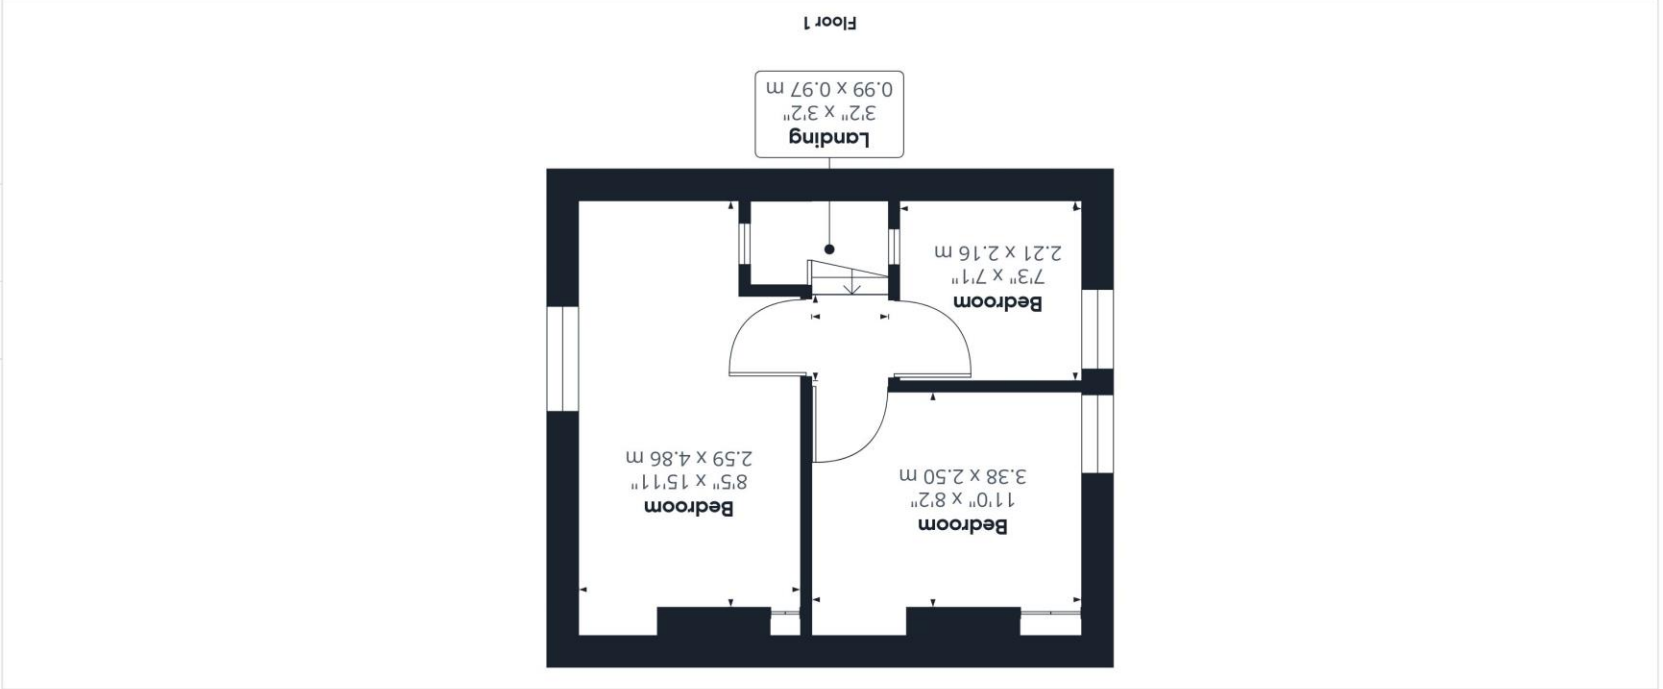 Bedroom
11'0" x 8'2"
3.38 x 2.50 m
Bedroom
8'5" x 15'11"
2.59 x 4.86 m
Bedroom
7'3" x 7'1"
2.21 x 2.16 m
Landing
3'2" x 3'2"
0.99 x 0.97 m
Floor 1